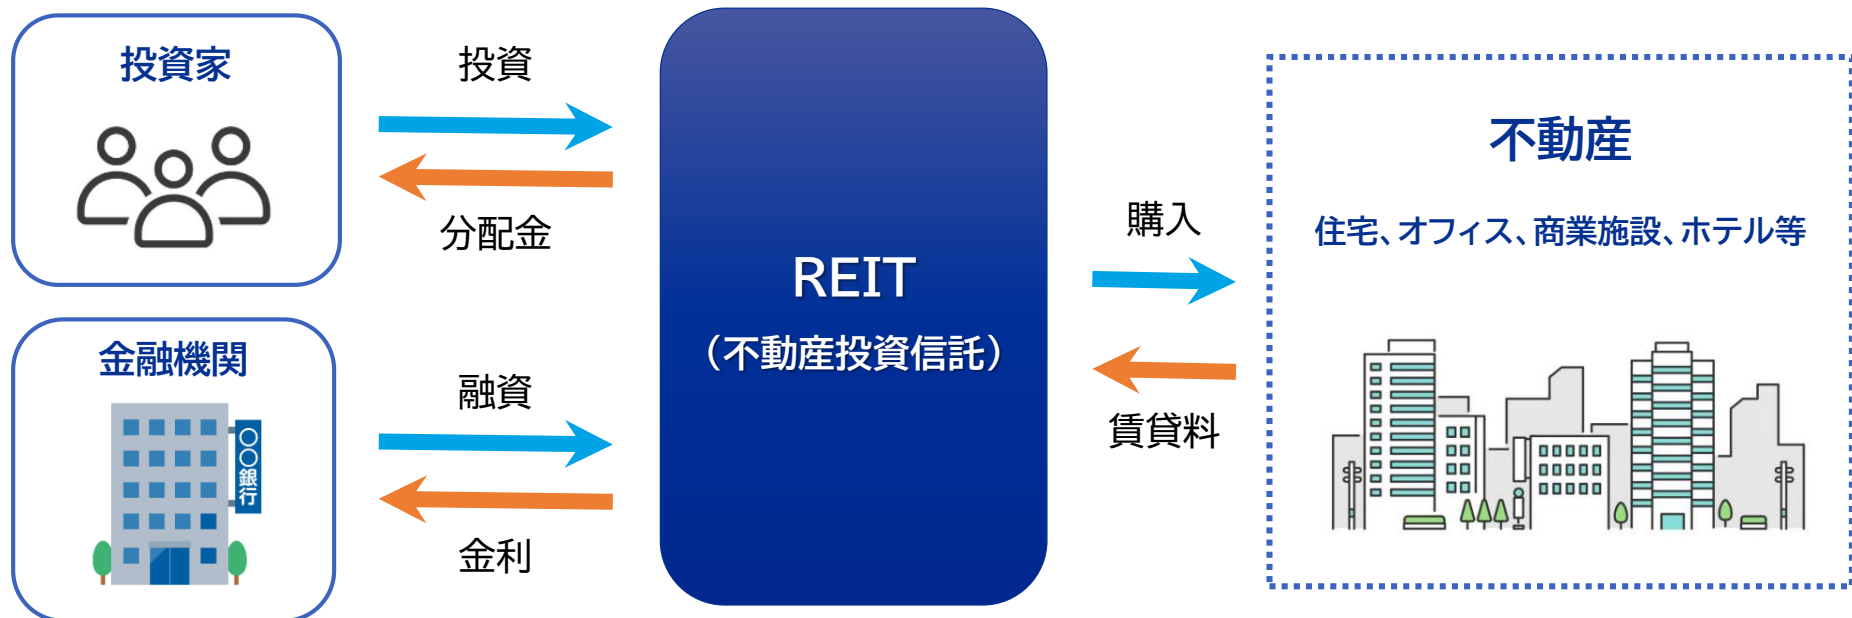 投資家
投資
分配金
金融機関
〇〇銀行
融資
金利
REIT
（不動産投資信託）
購入
賃貸料
不動産
住宅、オフィス、商業施設、ホテル等